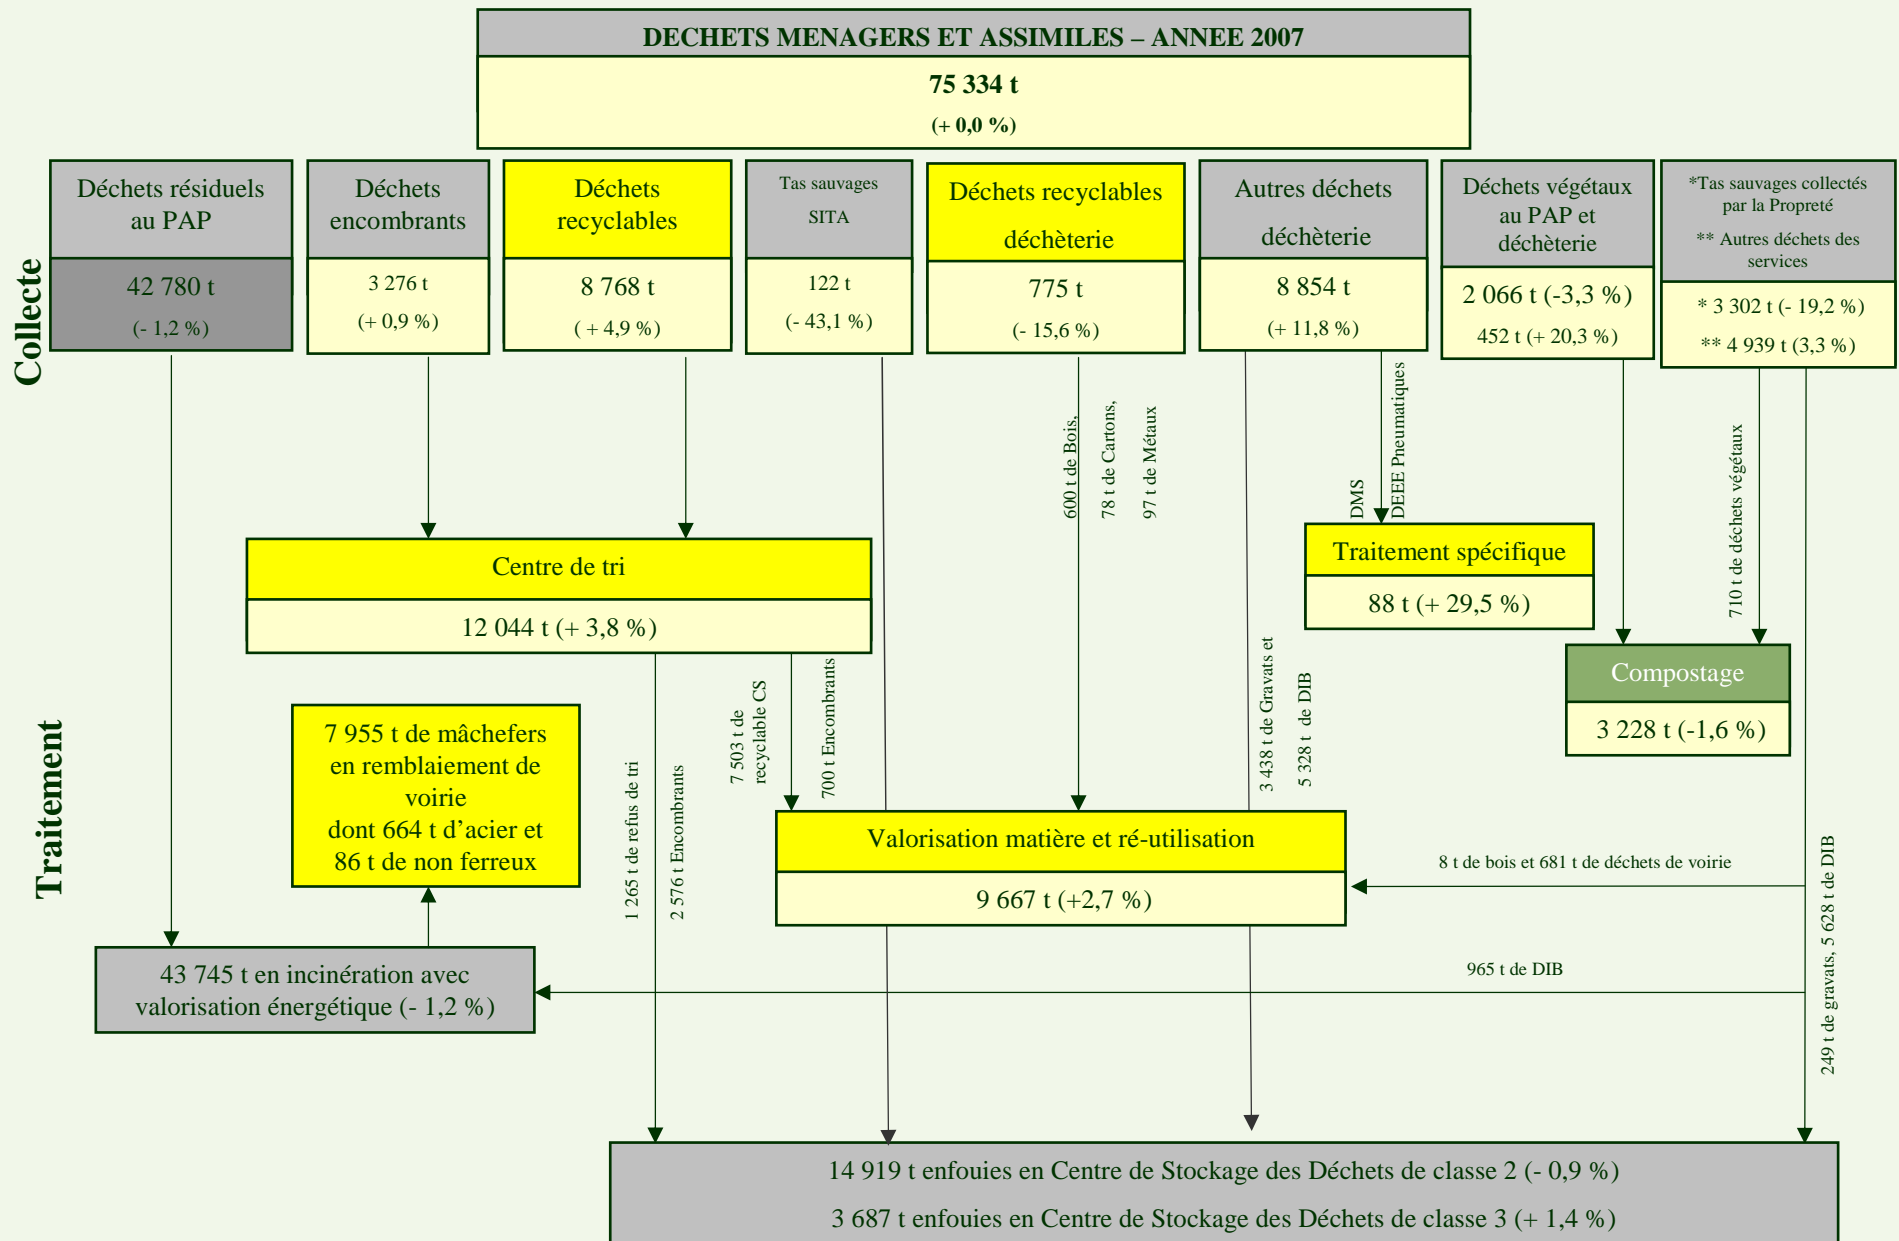 DECHETS MENAGERS ET ASSIMILES – ANNEE 2007
75 334 t
(+ 0,0 %)
Collecte
Déchets résiduels
au PAP
42 780 t
(- 1,2 %)
Déchets
encombrants
3 276 t
(+ 0,9 %)
Déchets
recyclables
8 768 t
( + 4,9 %)
Tas sauvages
SITA
122 t
(- 43,1 %)
Déchets recyclables
déchèterie
775 t
(- 15,6 %)
Autres déchets
déchèterie
8 854 t
(+ 11,8 %)
Déchets végétaux
au PAP et
déchèterie
2 066 t (-3,3 %)
452 t (+ 20,3 %)
*Tas sauvages collectés
par la Propreté
** Autres déchets des
services
* 3 302 t (- 19,2 %)
** 4 939 t (3,3 %)
600 t de Bois,
78 t de Cartons,
97 t de Métaux
DMS
DEEE Pneumatiques
710 t de déchets végétaux
Traitement
Centre de tri
12 044 t (+ 3,8 %)
Traitement spécifique
88 t (+ 29,5 %)
Compostage
3 228 t (-1,6 %)
7 503 t de
recyclable CS
700 t Encombrants
3 438 t de Gravats et
5 328 t de DIB
1 265 t de refus de tri
2 576 t Encombrants
7 955 t de mâchefers
en remblaiement de
voirie
dont 664 t d’acier et
86 t de non ferreux
Valorisation matière et ré-utilisation
9 667 t (+2,7 %)
8 t de bois et 681 t de déchets de voirie
249 t de gravats, 5 628 t de DIB
43 745 t en incinération avec
valorisation énergétique (- 1,2 %)
965 t de DIB
14 919 t enfouies en Centre de Stockage des Déchets de classe 2 (- 0,9 %)
3 687 t enfouies en Centre de Stockage des Déchets de classe 3 (+ 1,4 %)